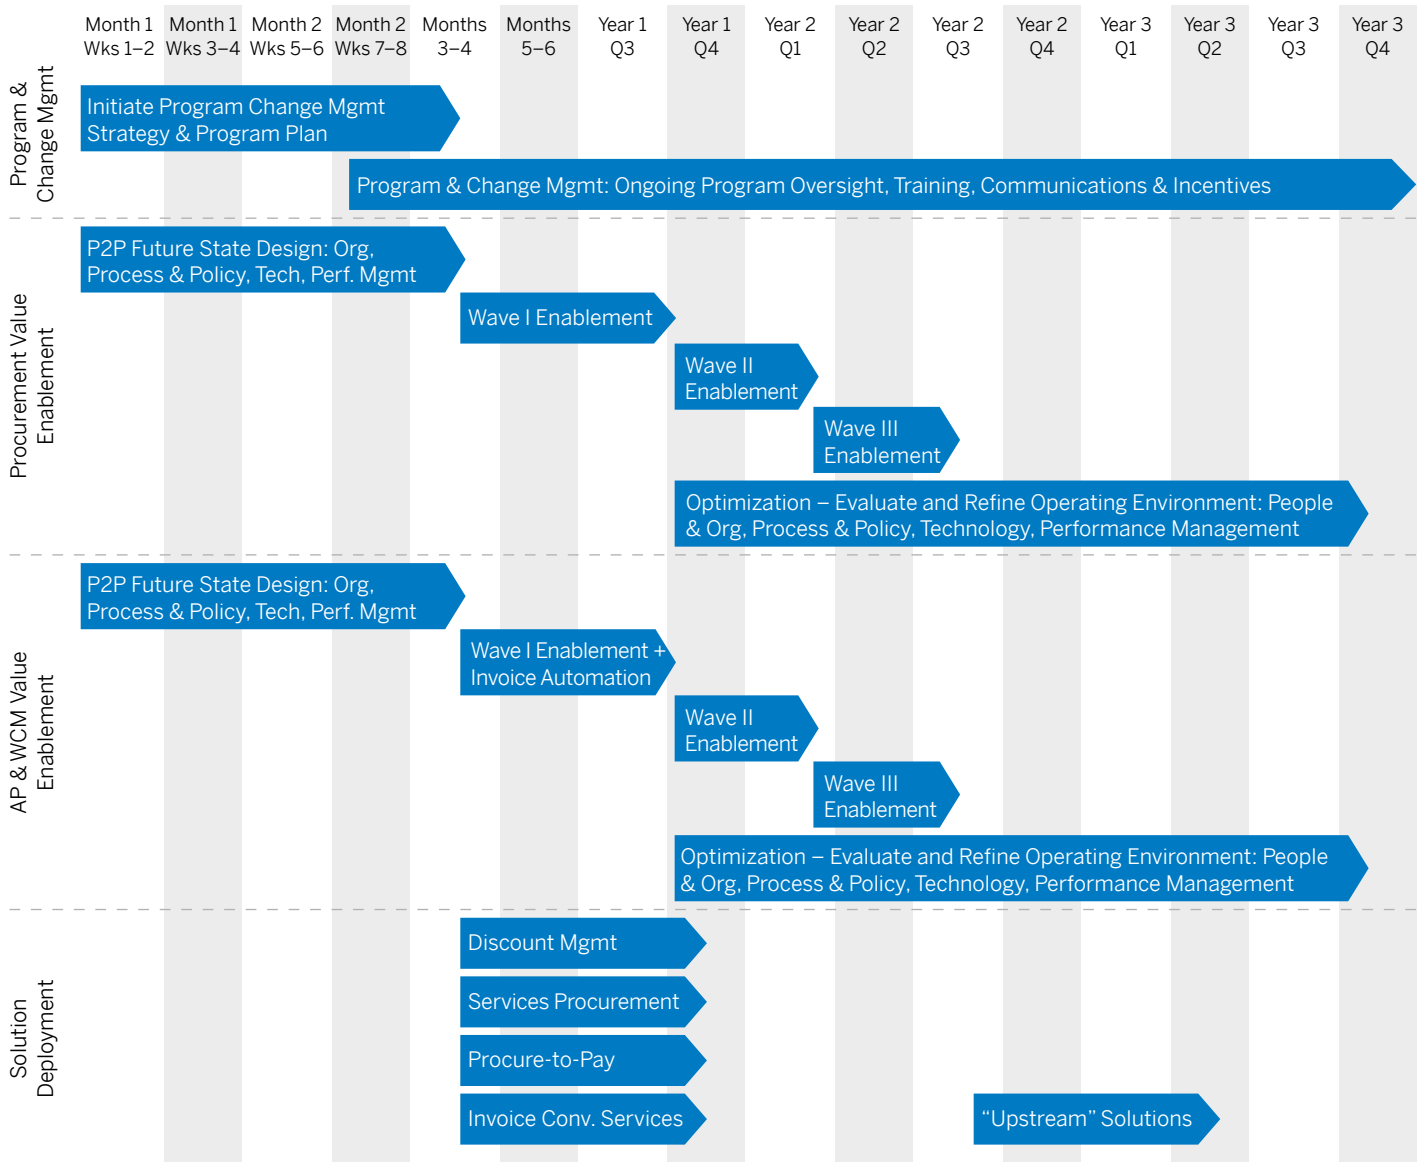 Month 1
Wks 1–2
Month 1
Wks 3–4
Month 2
Wks 5–6
Month 2
Wks 7–8
Months
3–4
Months
5–6
Year 1
Q3
Year 1
Q4
Year 2
Q1
Year 2
Q2
Year 2
Q3
Year 2
Q4
Year 3
Q1
Year 3
Q2
Year 3
Q3
Year 3
Q4
Program &
Change Mgmt
Initiate Program Change Mgmt
Strategy & Program Plan
Program & Change Mgmt: Ongoing Program Oversight, Training, Communications & Incentives
Procurement Value
Enablement
P2P Future State Design: Org,
Process & Policy, Tech, Perf. Mgmt
Wave I Enablement
Wave II
Enablement
Wave III
Enablement
Optimization – Evaluate and Refine Operating Environment: People
& Org, Process & Policy, Technology, Performance Management
AP & WCM Value
Enablement
P2P Future State Design: Org,
Process & Policy, Tech, Perf. Mgmt
Wave I Enablement +
Invoice Automation
Wave II
Enablement
Wave III
Enablement
Optimization – Evaluate and Refine Operating Environment: People
& Org, Process & Policy, Technology, Performance Management
Solution
Deployment
Discount Mgmt
Services Procurement
Procure-to-Pay
Invoice Conv. Services
“Upstream” Solutions